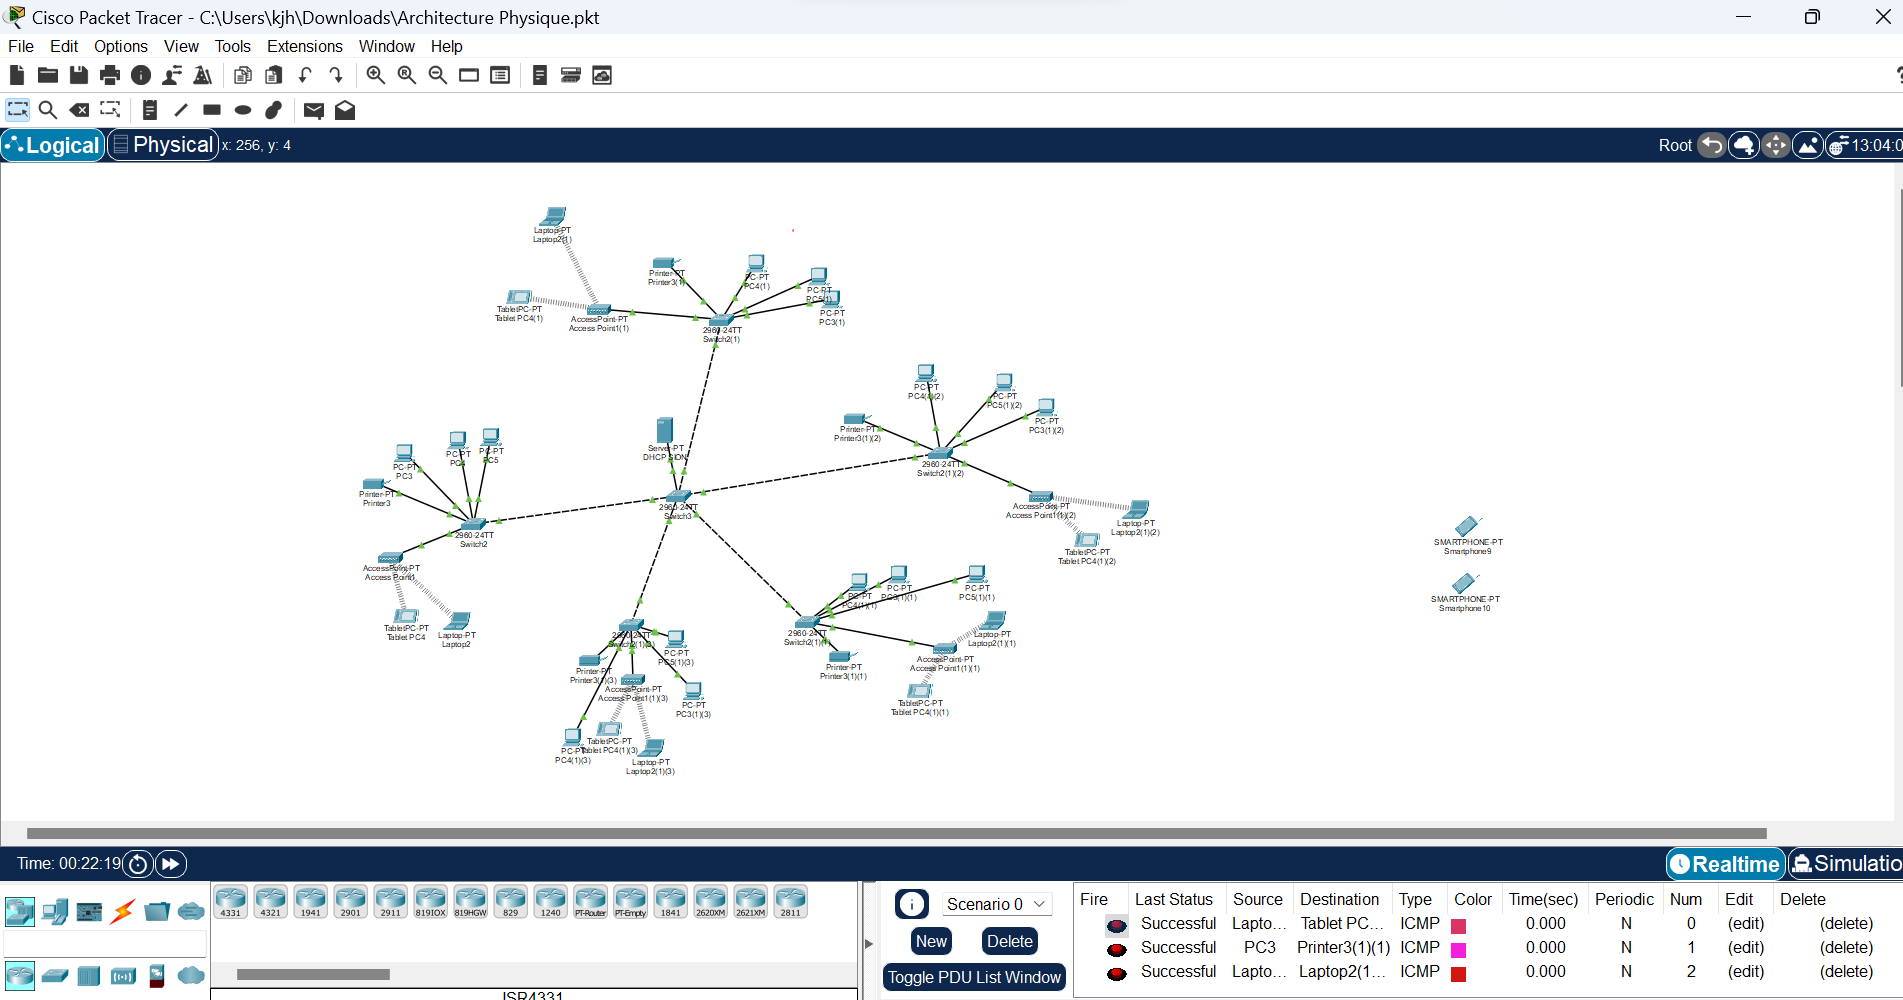 Cisco Packet Tracer - C:\Users\kjh\Downloads\Architecture Physique.pkt
File Edit Options View Tools Extensions Window Help
Logical Physical x: 256, y: 4 Root 13:04:0
Laptop-PT
Laptop2(1)
Printer-PT
Printer3(1)
PC-PT
PC4(1)
PC-PT
PC5(1)
PC-PT
PC3(1)
TabletPC-PT
Tablet PC4(1)
AccessPoint-PT
Access Point1(1)
2960-24TT
Switch2(1)
PC-PT
PC4(1)(2)
PC-PT
PC5(1)(2)
PC-PT
PC3(1)(2)
Printer-PT
Printer3(1)(2)
2960-24TT
Switch2(1)(2)
AccessPoint-PT
Access Point1(1)(2)
Laptop-PT
Laptop2(1)(2)
TabletPC-PT
Tablet PC4(1)(2)
Server-PT
2960-24TT
Switch3
PC-PT
PC3
PC-PT
PC4
PC-PT
PC5
Printer-PT
Printer3
2960-24TT
Switch2
AccessPoint-PT
Access Point1
TabletPC-PT
Tablet PC4
Laptop-PT
Laptop2
SMARTPHONE-PT
Smartphone9
SMARTPHONE-PT
Smartphone10
PC-PT
PC4(1)(1)
PC-PT
PC3(1)(1)
PC-PT
PC5(1)(1)
2960-24TT
Switch2(1)(1)
Laptop-PT
Laptop2(1)(1)
AccessPoint-PT
Access Point1(1)(1)
Printer-PT
Printer3(1)(1)
TabletPC-PT
Tablet PC4(1)(1)
2960-24TT
Switch2(1)(3)
PC-PT
PC5(1)(3)
Printer-PT
Printer3(1)(3)
AccessPoint-PT
Access Point1(1)(3)
PC-PT
PC3(1)(3)
PC-PT
PC4(1)(3)
TabletPC-PT
Tablet PC4(1)(3)
Laptop-PT
Laptop2(1)(3)
Time: 00:22:19 Realtime Simulatio
4331 4321 1941 2901 2911 819IOX 819HGW 829 1240 PT-Router PT-Empty 1841 2620XM 2621XM 2811
ISR4331
Scenario 0
New Delete
Toggle PDU List Window
Fire Last Status Source Destination Type Color Time(sec) Periodic Num Edit Delete
Successful Lapto... Tablet PC... ICMP 0.000 N 0 (edit) (delete)
Successful PC3 Printer3(1)(1) ICMP 0.000 N 1 (edit) (delete)
Successful Lapto... Laptop2(1... ICMP 0.000 N 2 (edit) (delete)